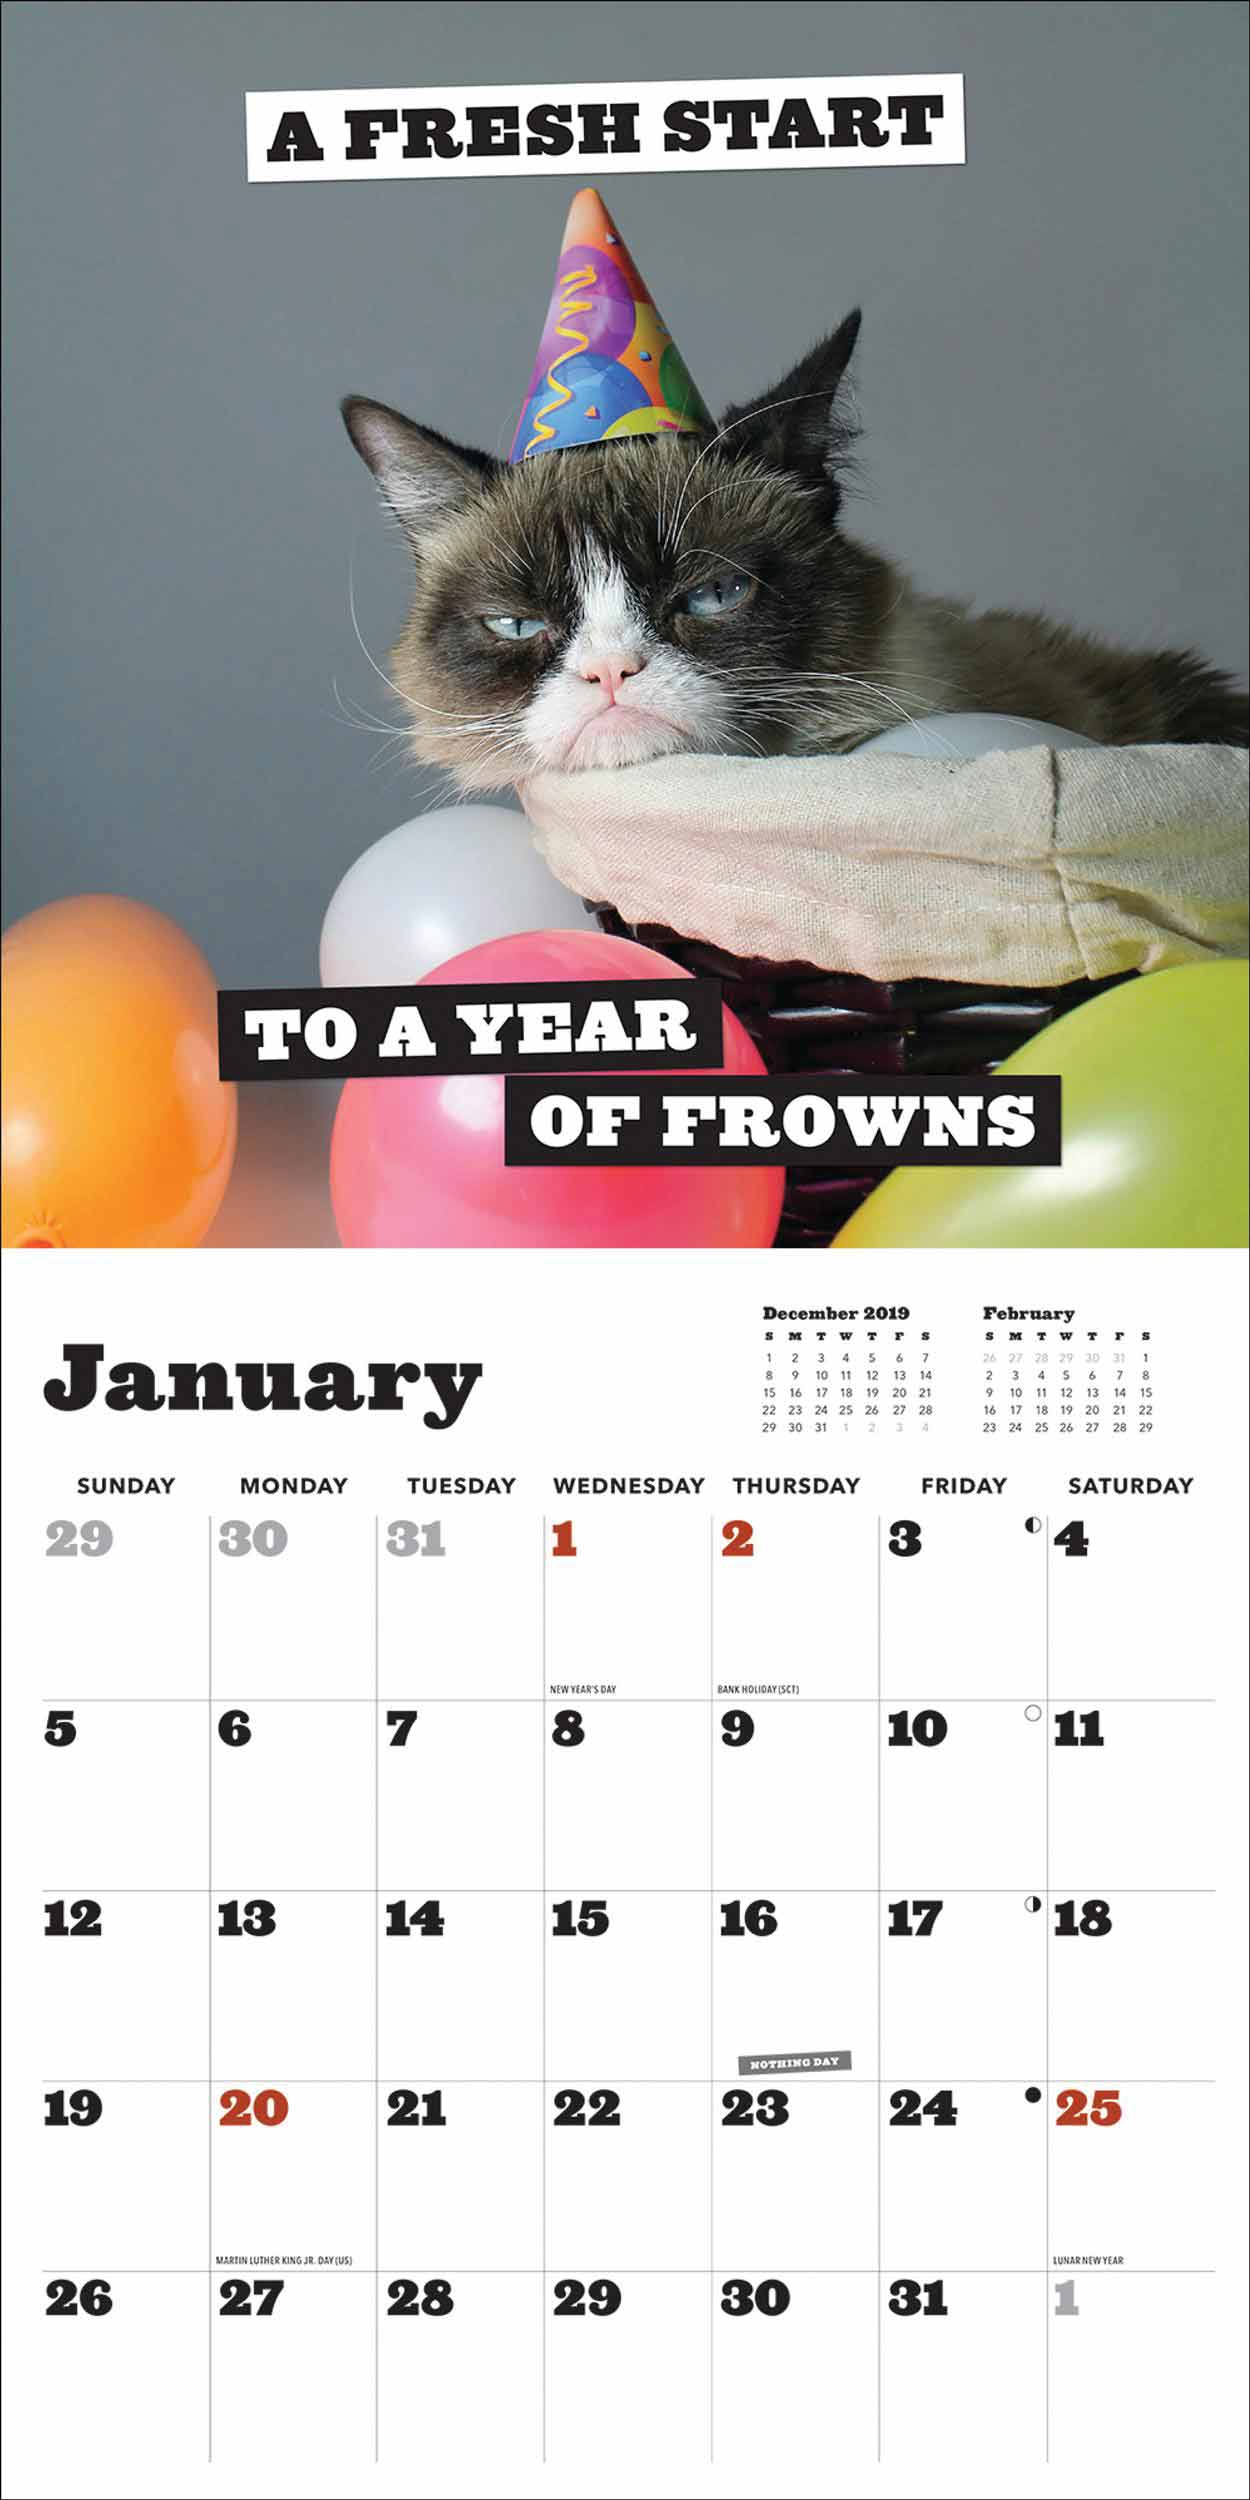 A FRESH START
TO A YEAR
OF FROWNS
January
December 2019
S M T W T F S
1 2 3 4 5 6 7
8 9 10 11 12 13 14
15 16 17 18 19 20 21
22 23 24 25 26 27 28
29 30 31 1 2 3 4
February
S M T W T F S
26 27 28 29 30 31 1
2 3 4 5 6 7 8
9 10 11 12 13 14 15
16 17 18 19 20 21 22
23 24 25 26 27 28 29
SUNDAY MONDAY TUESDAY WEDNESDAY THURSDAY FRIDAY SATURDAY
29 30 31 1 2 3 4
NEW YEAR'S DAY BANK HOLIDAY (SCT)
5 6 7 8 9 10 11
12 13 14 15 16 17 18
NOTHING DAY
19 20 21 22 23 24 25
MARTIN LUTHER KING JR. DAY (US) LUNAR NEW YEAR
26 27 28 29 30 31 1